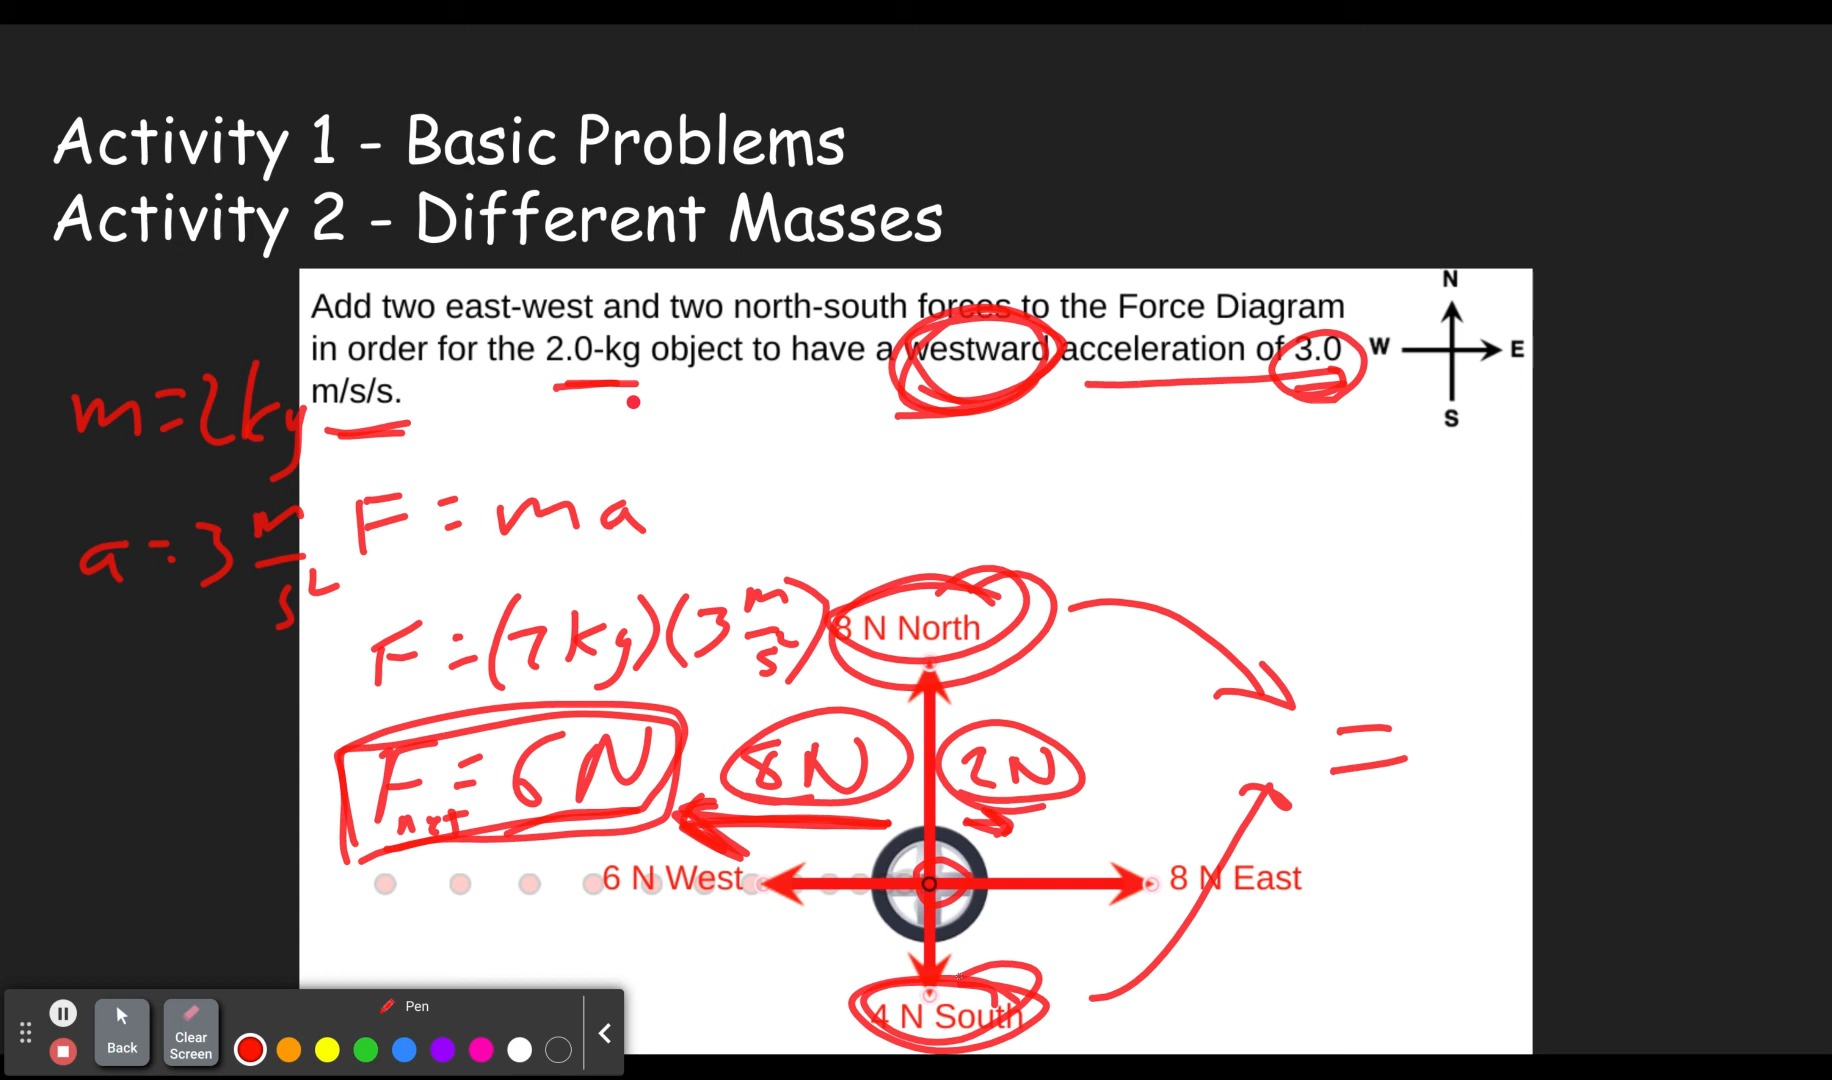 Activity 1 - Basic Problems
Activity 2 - Different Masses
Add two east-west and two north-south forces to the Force Diagram
in order for the 2.0-kg object to have a westward acceleration of 3.0
m/s/s.
N
W
E
S
m=2kg
a=3 m/s²
F=ma
F=(2kg)(3 m/s²)
8 N North
Fnet=6N
8N
2N
=
6 N West
8 N East
4 N South
Pen
Back
Clear
Screen